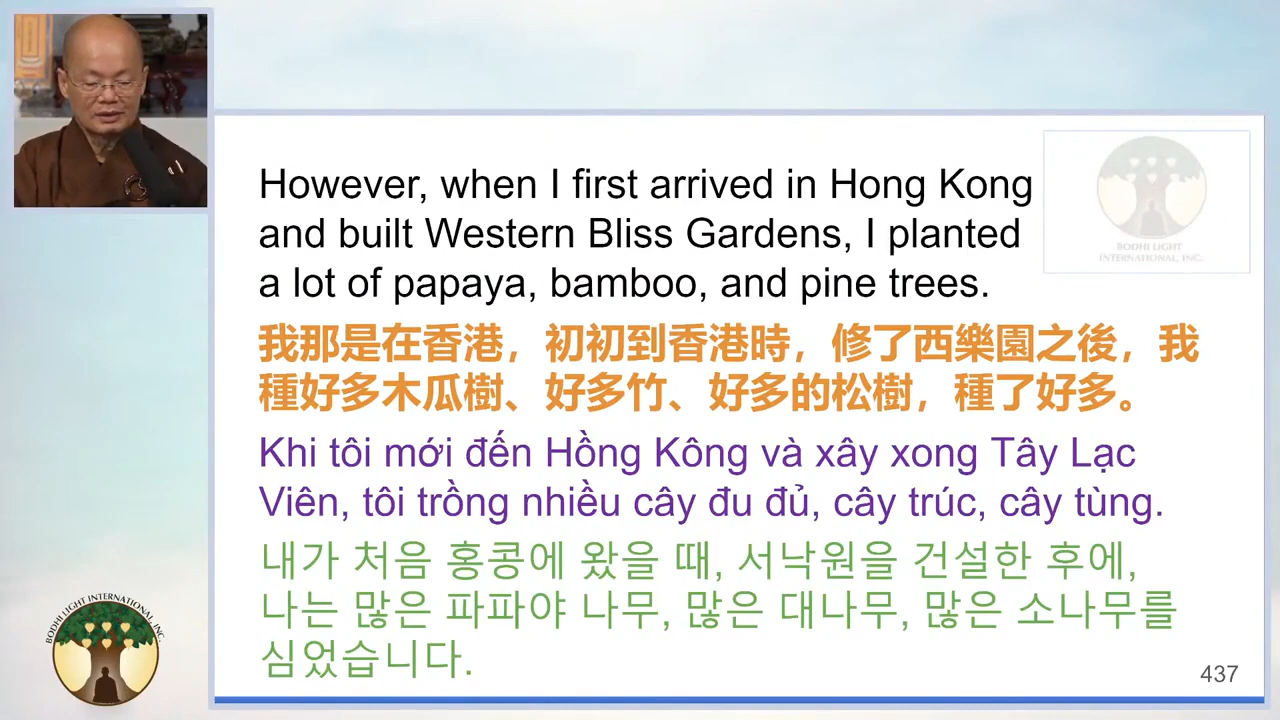 However, when I first arrived in Hong Kong
and built Western Bliss Gardens, I planted
a lot of papaya, bamboo, and pine trees.
我那是在香港，初初到香港時，修了西樂園之後，我
種好多木瓜樹、好多竹、好多的松樹，種了好多。
Khi tôi mới đến Hồng Kông và xây xong Tây Lạc
Viên, tôi trồng nhiều cây đu đủ, cây trúc, cây tùng.
내가 처음 홍콩에 왔을 때, 서낙원을 건설한 후에,
나는 많은 파파야 나무, 많은 대나무, 많은 소나무를
심었습니다.
BODHI LIGHT
INTERNATIONAL, INC.
BODHI LIGHT INTERNATIONAL, INC.
437